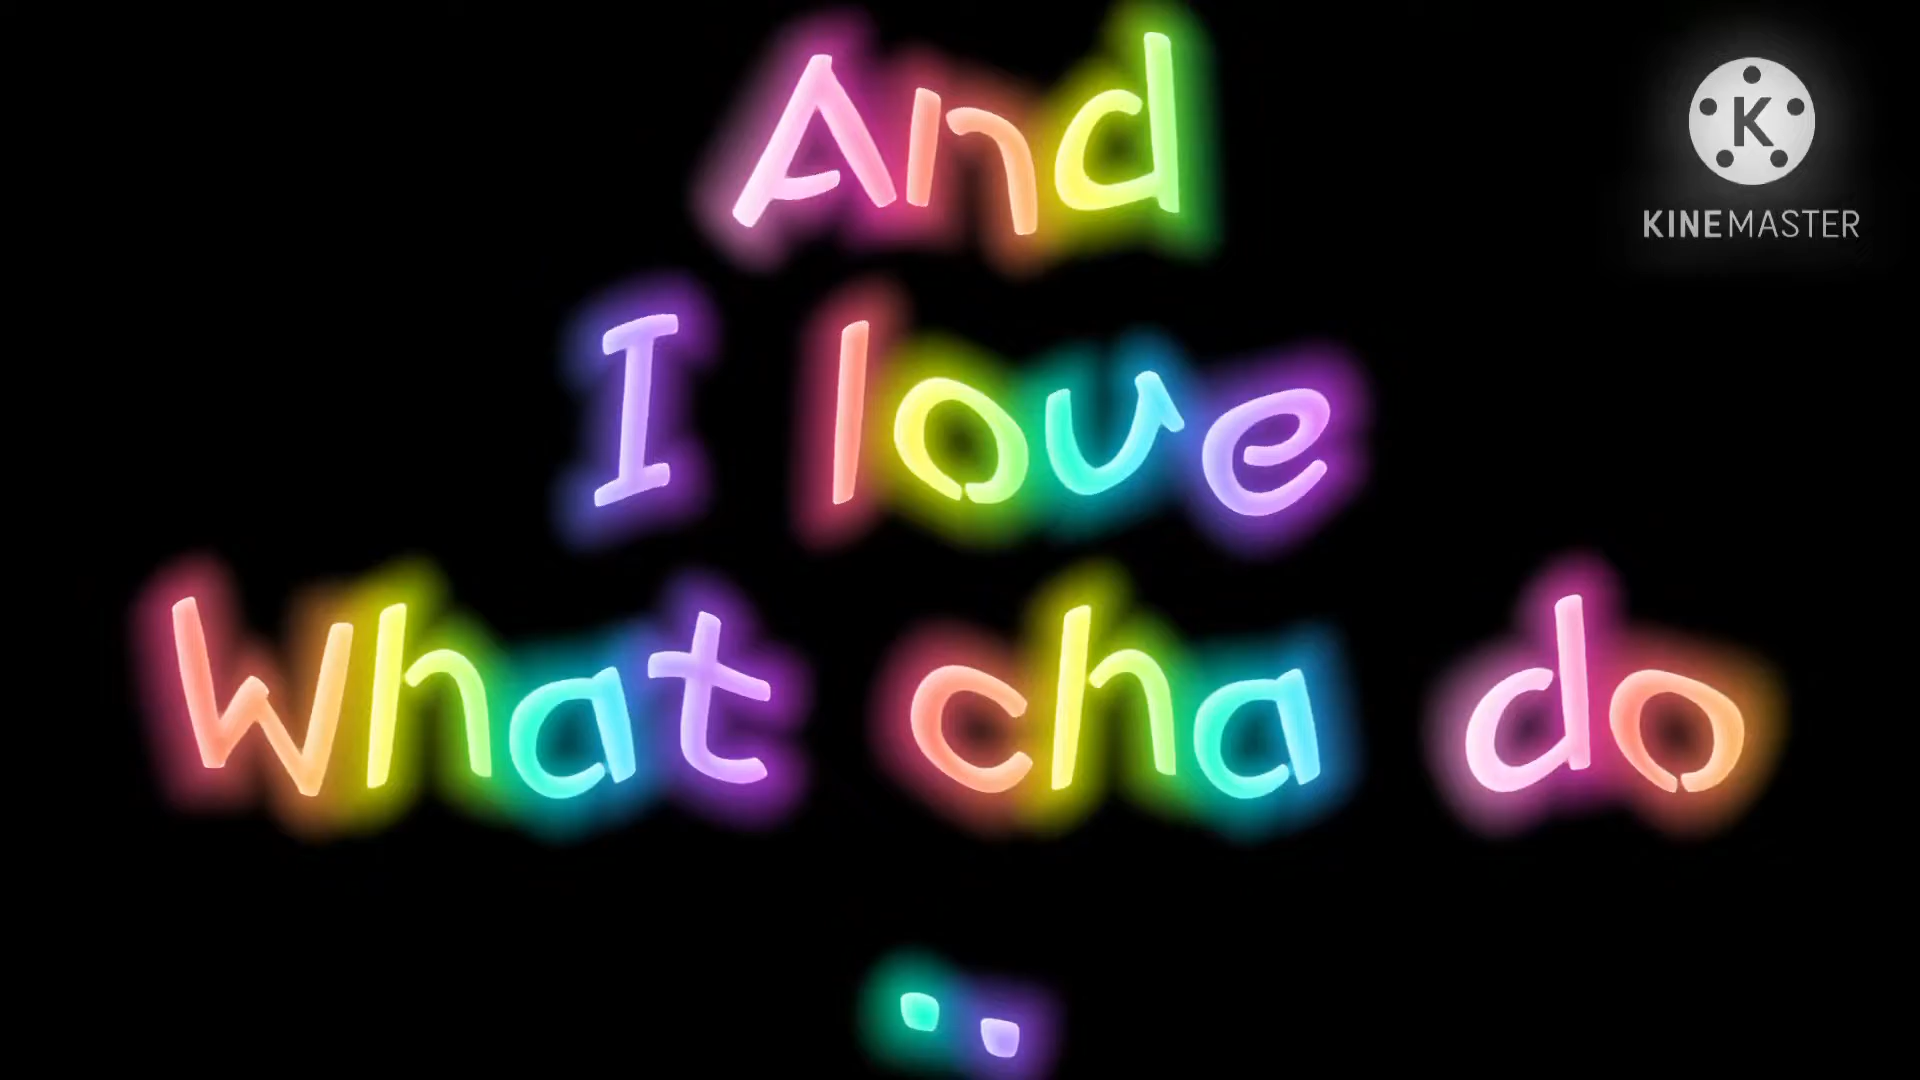 And
I love
What cha do
..
K
KINEMASTER